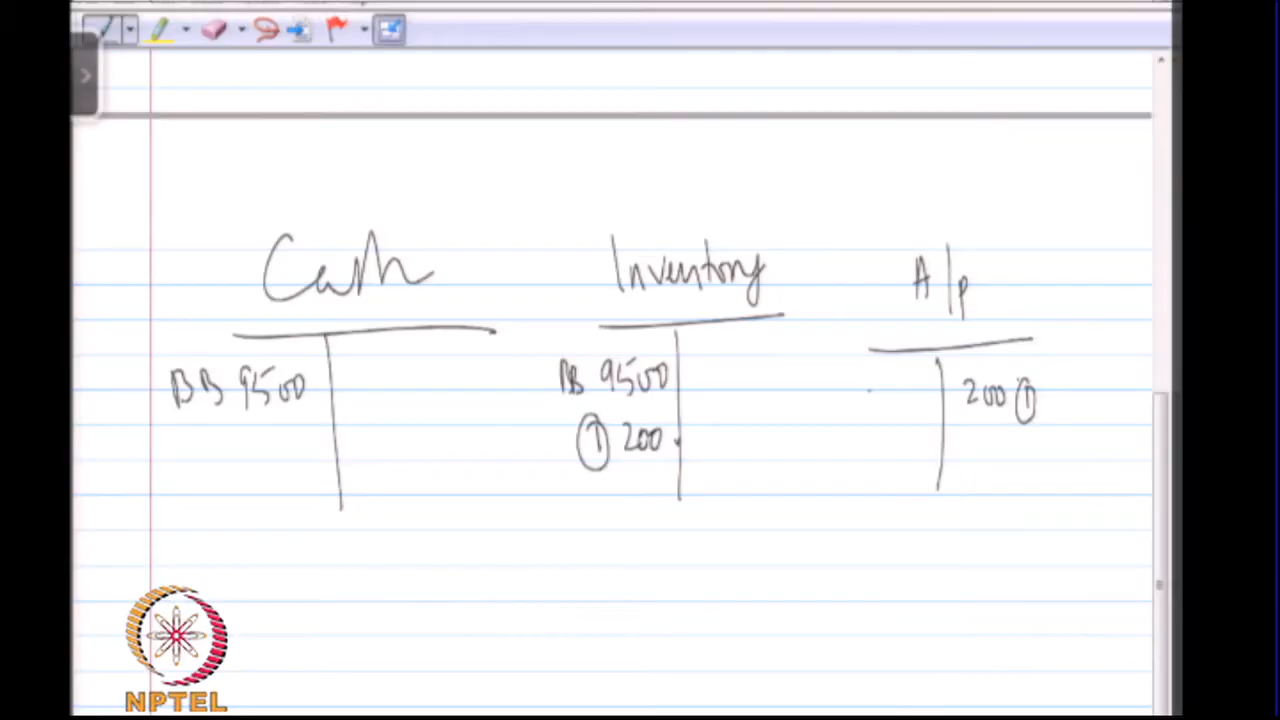 Cash Inventory A/p
BB 9500 BB 9500 200 ①
① 200
NPTEL